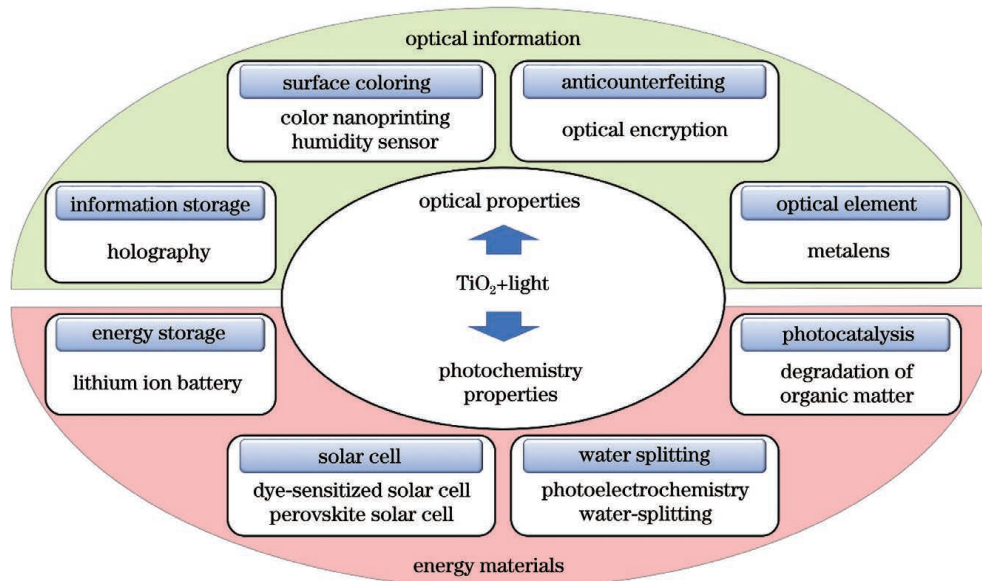 optical information
surface coloring
color nanoprinting
humidity sensor
anticounterfeiting
optical encryption
information storage
holography
optical properties
TiO₂+light
photochemistry
properties
optical element
metalens
energy storage
lithium ion battery
photocatalysis
degradation of
organic matter
solar cell
dye-sensitized solar cell
perovskite solar cell
water splitting
photoelectrochemistry
water-splitting
energy materials